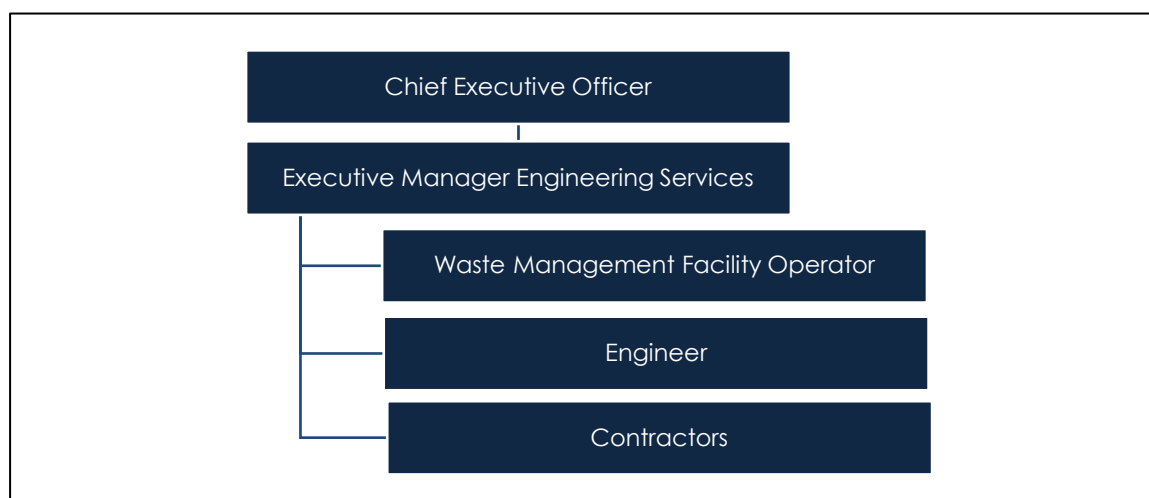 Chief Executive Officer
Executive Manager Engineering Services
Waste Management Facility Operator
Engineer
Contractors